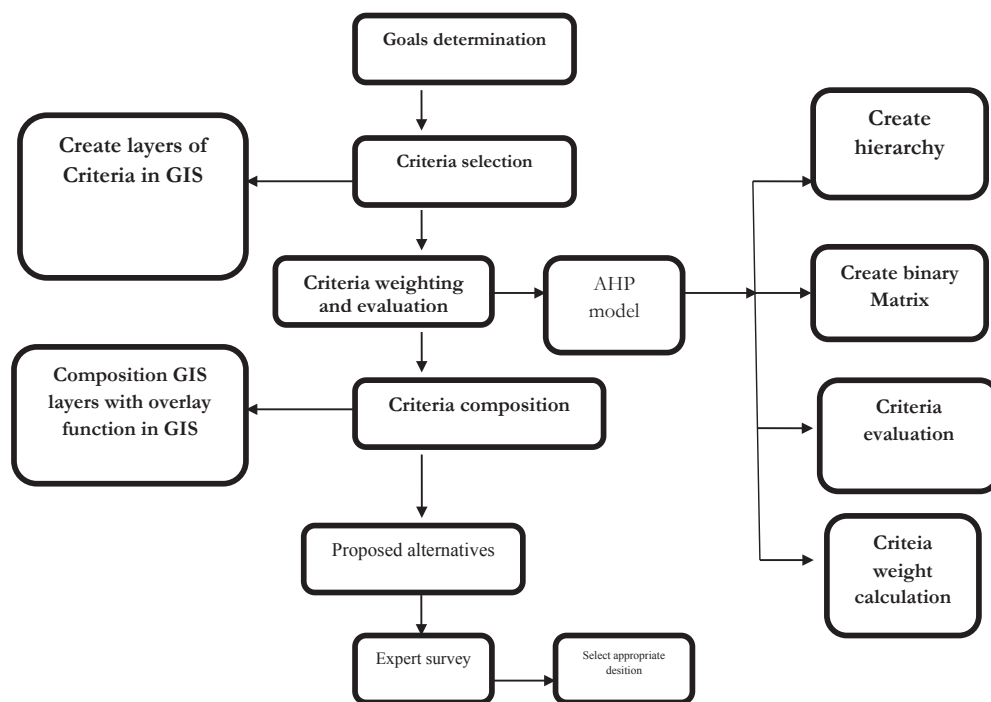 Goals determination
Create layers of
Criteria in GIS
Criteria selection
Create
hierarchy
Criteria weighting
and evaluation
AHP
model
Create binary
Matrix
Composition GIS
layers with overlay
function in GIS
Criteria composition
Criteria
evaluation
Proposed alternatives
Criteia
weight
calculation
Expert survey
Select appropriate
desition